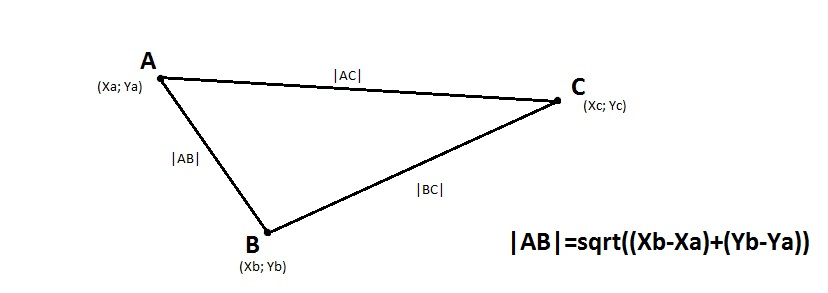 A
(Xa; Ya)
|AC|
C
(Xc; Yc)
|AB|
|BC|
B
(Xb; Yb)
|AB|=sqrt((Xb-Xa)+(Yb-Ya))